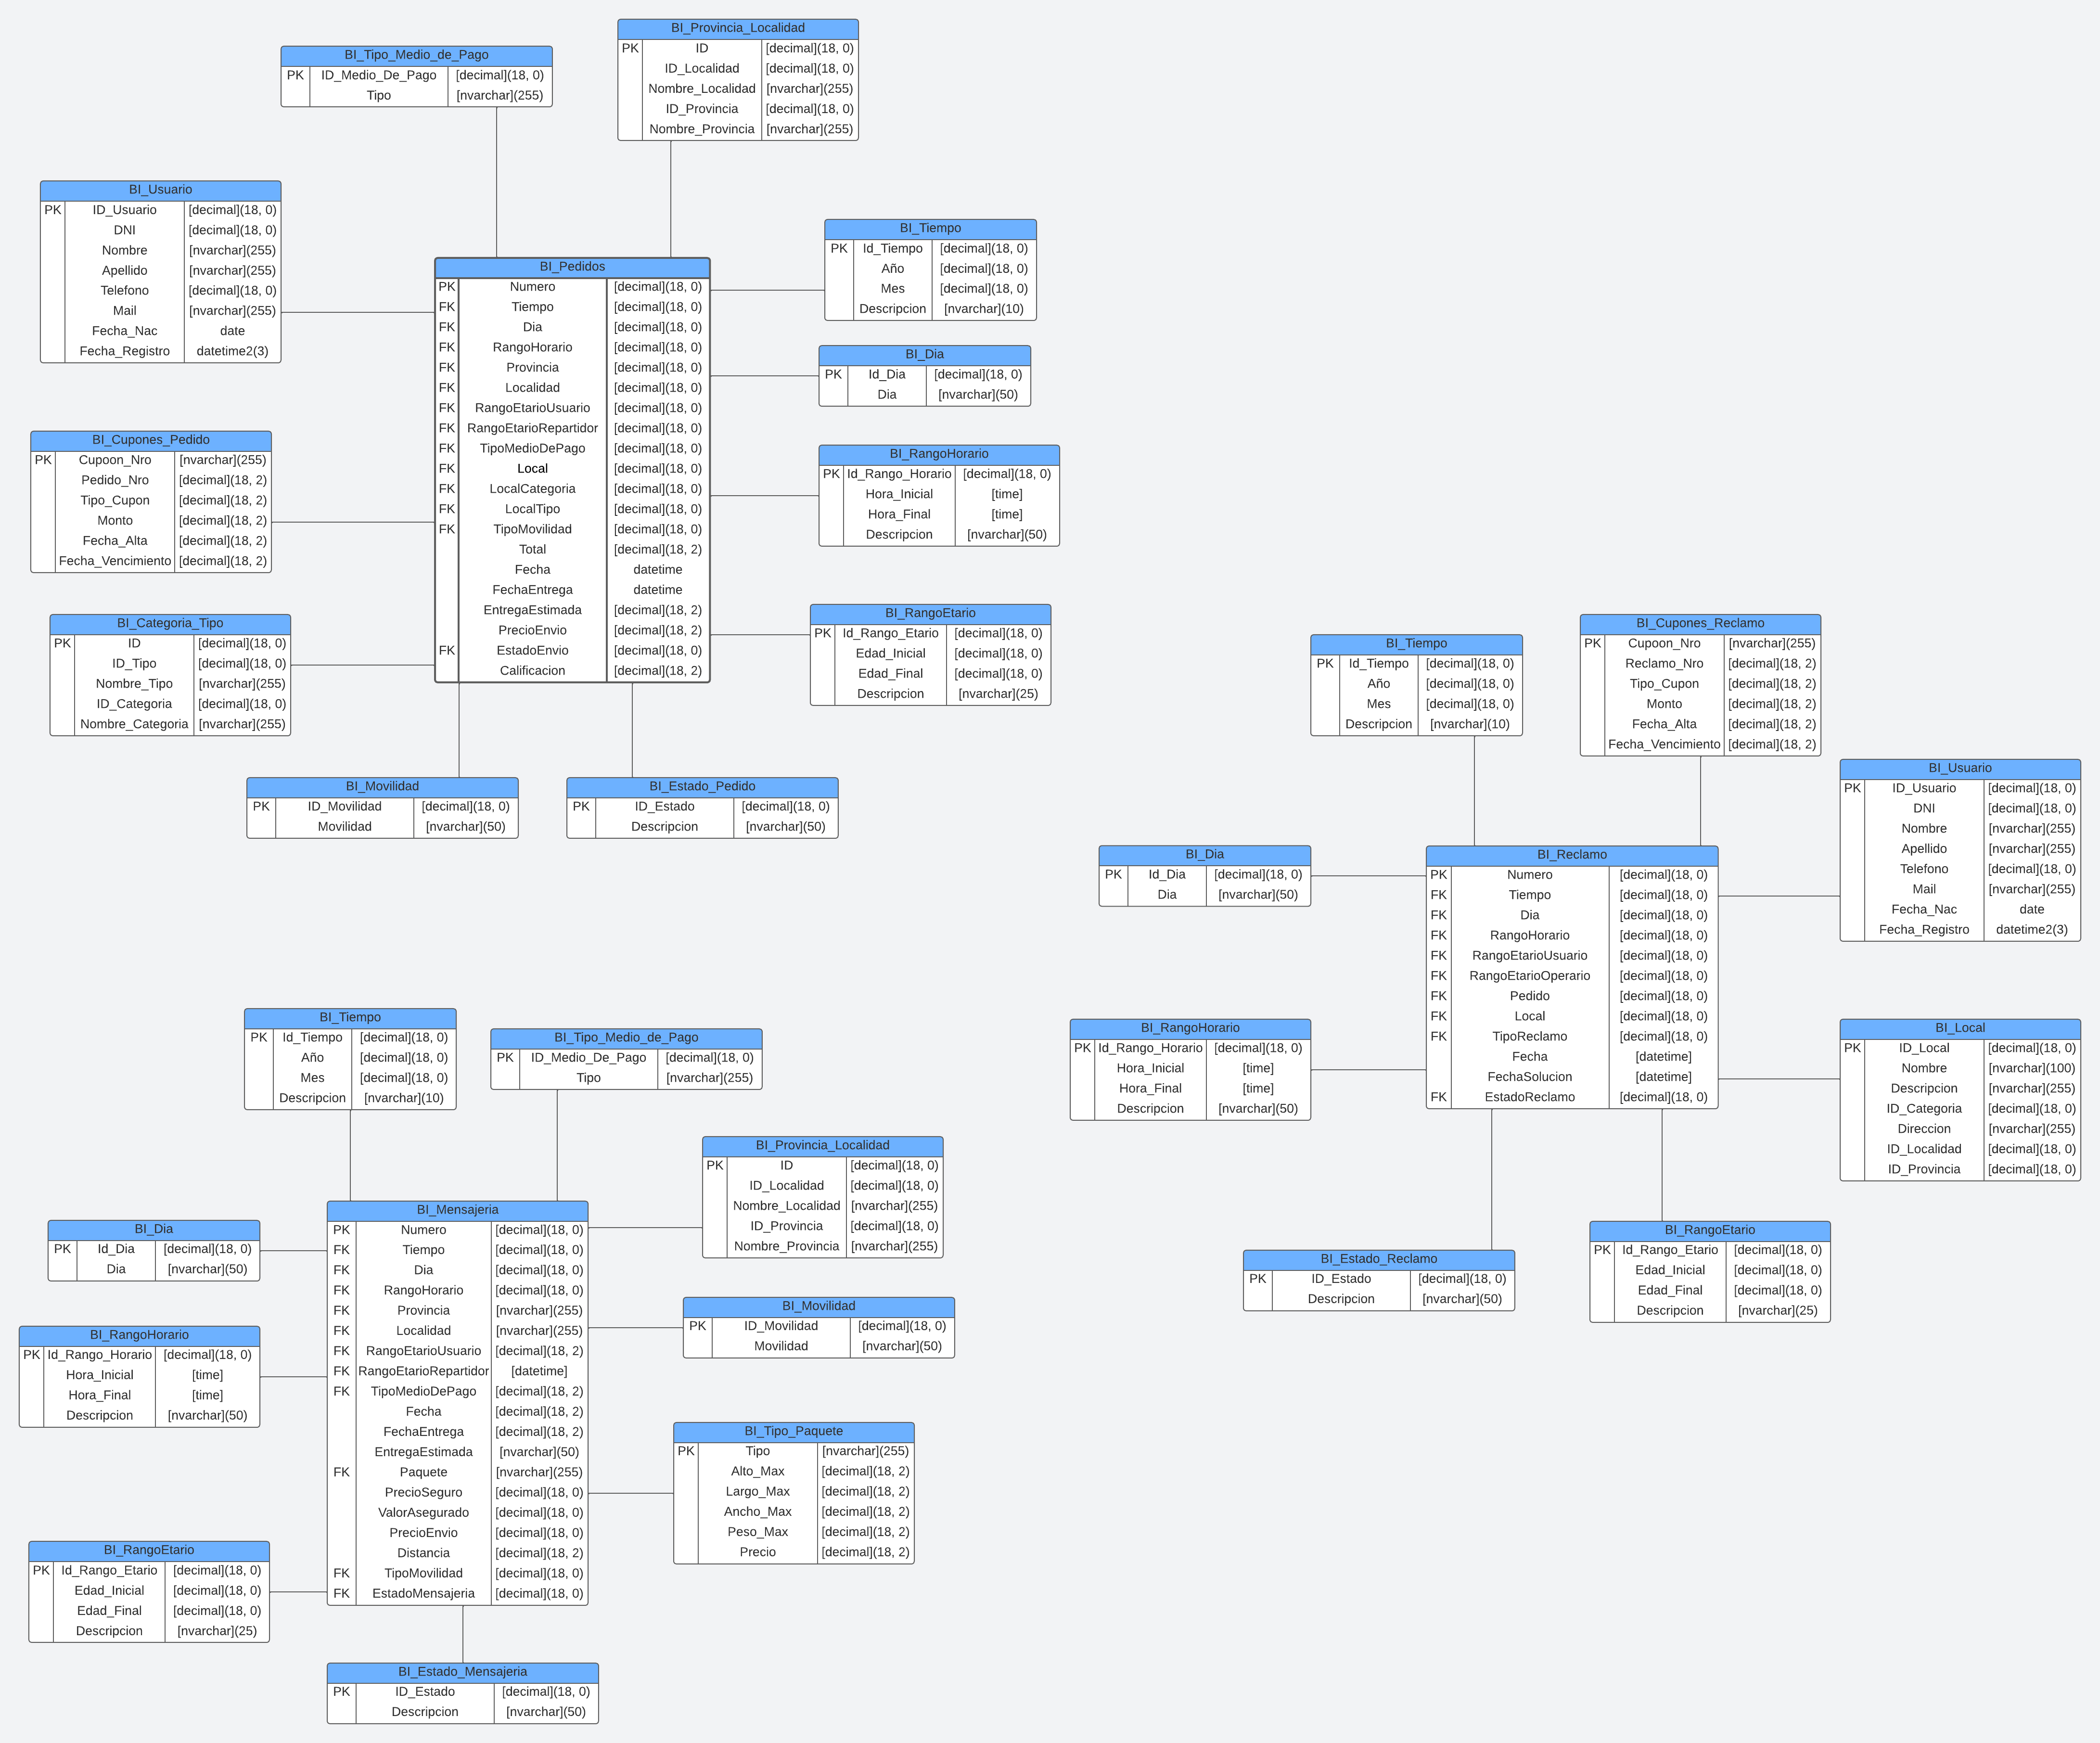 BI_Provincia_Localidad
PK ID [decimal](18, 0)
ID_Localidad [decimal](18, 0)
Nombre_Localidad [nvarchar](255)
ID_Provincia [decimal](18, 0)
Nombre_Provincia [nvarchar](255)
BI_Tipo_Medio_de_Pago
PK ID_Medio_De_Pago [decimal](18, 0)
Tipo [nvarchar](255)
BI_Usuario
PK ID_Usuario [decimal](18, 0)
DNI [decimal](18, 0)
Nombre [nvarchar](255)
Apellido [nvarchar](255)
Telefono [decimal](18, 0)
Mail [nvarchar](255)
Fecha_Nac date
Fecha_Registro datetime2(3)
BI_Tiempo
PK Id_Tiempo [decimal](18, 0)
Año [decimal](18, 0)
Mes [decimal](18, 0)
Descripcion [nvarchar](10)
BI_Pedidos
PK Numero [decimal](18, 0)
FK Tiempo [decimal](18, 0)
FK Dia [decimal](18, 0)
FK RangoHorario [decimal](18, 0)
FK Provincia [decimal](18, 0)
FK Localidad [decimal](18, 0)
FK RangoEtarioUsuario [decimal](18, 0)
FK RangoEtarioRepartidor [decimal](18, 0)
FK TipoMedioDePago [decimal](18, 0)
FK Local [decimal](18, 0)
FK LocalCategoria [decimal](18, 0)
FK LocalTipo [decimal](18, 0)
FK TipoMovilidad [decimal](18, 0)
Total [decimal](18, 2)
Fecha datetime
FechaEntrega datetime
EntregaEstimada [decimal](18, 2)
PrecioEnvio [decimal](18, 2)
FK EstadoEnvio [decimal](18, 0)
Calificacion [decimal](18, 2)
BI_Dia
PK Id_Dia [decimal](18, 0)
Dia [nvarchar](50)
BI_Cupones_Pedido
PK Cupoon_Nro [nvarchar](255)
Pedido_Nro [decimal](18, 2)
Tipo_Cupon [decimal](18, 2)
Monto [decimal](18, 2)
Fecha_Alta [decimal](18, 2)
Fecha_Vencimiento [decimal](18, 2)
BI_RangoHorario
PK Id_Rango_Horario [decimal](18, 0)
Hora_Inicial [time]
Hora_Final [time]
Descripcion [nvarchar](50)
BI_RangoEtario
PK Id_Rango_Etario [decimal](18, 0)
Edad_Inicial [decimal](18, 0)
Edad_Final [decimal](18, 0)
Descripcion [nvarchar](25)
BI_Categoria_Tipo
PK ID [decimal](18, 0)
ID_Tipo [decimal](18, 0)
Nombre_Tipo [nvarchar](255)
ID_Categoria [decimal](18, 0)
Nombre_Categoria [nvarchar](255)
BI_Movilidad
PK ID_Movilidad [decimal](18, 0)
Movilidad [nvarchar](50)
BI_Estado_Pedido
PK ID_Estado [decimal](18, 0)
Descripcion [nvarchar](50)
BI_Tiempo
PK Id_Tiempo [decimal](18, 0)
Año [decimal](18, 0)
Mes [decimal](18, 0)
Descripcion [nvarchar](10)
BI_Cupones_Reclamo
PK Cupoon_Nro [nvarchar](255)
Reclamo_Nro [decimal](18, 2)
Tipo_Cupon [decimal](18, 2)
Monto [decimal](18, 2)
Fecha_Alta [decimal](18, 2)
Fecha_Vencimiento [decimal](18, 2)
BI_Usuario
PK ID_Usuario [decimal](18, 0)
DNI [decimal](18, 0)
Nombre [nvarchar](255)
Apellido [nvarchar](255)
Telefono [decimal](18, 0)
Mail [nvarchar](255)
Fecha_Nac date
Fecha_Registro datetime2(3)
BI_Dia
PK Id_Dia [decimal](18, 0)
Dia [nvarchar](50)
BI_Reclamo
PK Numero [decimal](18, 0)
FK Tiempo [decimal](18, 0)
FK Dia [decimal](18, 0)
FK RangoHorario [decimal](18, 0)
FK RangoEtarioUsuario [decimal](18, 0)
FK RangoEtarioOperario [decimal](18, 0)
FK Pedido [decimal](18, 0)
FK Local [decimal](18, 0)
FK TipoReclamo [decimal](18, 0)
Fecha [datetime]
FechaSolucion [datetime]
FK EstadoReclamo [decimal](18, 0)
BI_RangoHorario
PK Id_Rango_Horario [decimal](18, 0)
Hora_Inicial [time]
Hora_Final [time]
Descripcion [nvarchar](50)
BI_Local
PK ID_Local [decimal](18, 0)
Nombre [nvarchar](100)
Descripcion [nvarchar](255)
ID_Categoria [decimal](18, 0)
Direccion [nvarchar](255)
ID_Localidad [decimal](18, 0)
ID_Provincia [decimal](18, 0)
BI_Estado_Reclamo
PK ID_Estado [decimal](18, 0)
Descripcion [nvarchar](50)
BI_RangoEtario
PK Id_Rango_Etario [decimal](18, 0)
Edad_Inicial [decimal](18, 0)
Edad_Final [decimal](18, 0)
Descripcion [nvarchar](25)
BI_Tiempo
PK Id_Tiempo [decimal](18, 0)
Año [decimal](18, 0)
Mes [decimal](18, 0)
Descripcion [nvarchar](10)
BI_Tipo_Medio_de_Pago
PK ID_Medio_De_Pago [decimal](18, 0)
Tipo [nvarchar](255)
BI_Provincia_Localidad
PK ID [decimal](18, 0)
ID_Localidad [decimal](18, 0)
Nombre_Localidad [nvarchar](255)
ID_Provincia [decimal](18, 0)
Nombre_Provincia [nvarchar](255)
BI_Dia
PK Id_Dia [decimal](18, 0)
Dia [nvarchar](50)
BI_Mensajeria
PK Numero [decimal](18, 0)
FK Tiempo [decimal](18, 0)
FK Dia [decimal](18, 0)
FK RangoHorario [decimal](18, 0)
FK Provincia [nvarchar](255)
FK Localidad [nvarchar](255)
FK RangoEtarioUsuario [decimal](18, 2)
FK RangoEtarioRepartidor [datetime]
FK TipoMedioDePago [decimal](18, 2)
Fecha [decimal](18, 2)
FechaEntrega [decimal](18, 2)
EntregaEstimada [nvarchar](50)
FK Paquete [nvarchar](255)
PrecioSeguro [decimal](18, 0)
ValorAsegurado [decimal](18, 0)
PrecioEnvio [decimal](18, 0)
Distancia [decimal](18, 2)
FK TipoMovilidad [decimal](18, 0)
FK EstadoMensajeria [decimal](18, 0)
BI_Movilidad
PK ID_Movilidad [decimal](18, 0)
Movilidad [nvarchar](50)
BI_RangoHorario
PK Id_Rango_Horario [decimal](18, 0)
Hora_Inicial [time]
Hora_Final [time]
Descripcion [nvarchar](50)
BI_Tipo_Paquete
PK Tipo [nvarchar](255)
Alto_Max [decimal](18, 2)
Largo_Max [decimal](18, 2)
Ancho_Max [decimal](18, 2)
Peso_Max [decimal](18, 2)
Precio [decimal](18, 2)
BI_RangoEtario
PK Id_Rango_Etario [decimal](18, 0)
Edad_Inicial [decimal](18, 0)
Edad_Final [decimal](18, 0)
Descripcion [nvarchar](25)
BI_Estado_Mensajeria
PK ID_Estado [decimal](18, 0)
Descripcion [nvarchar](50)